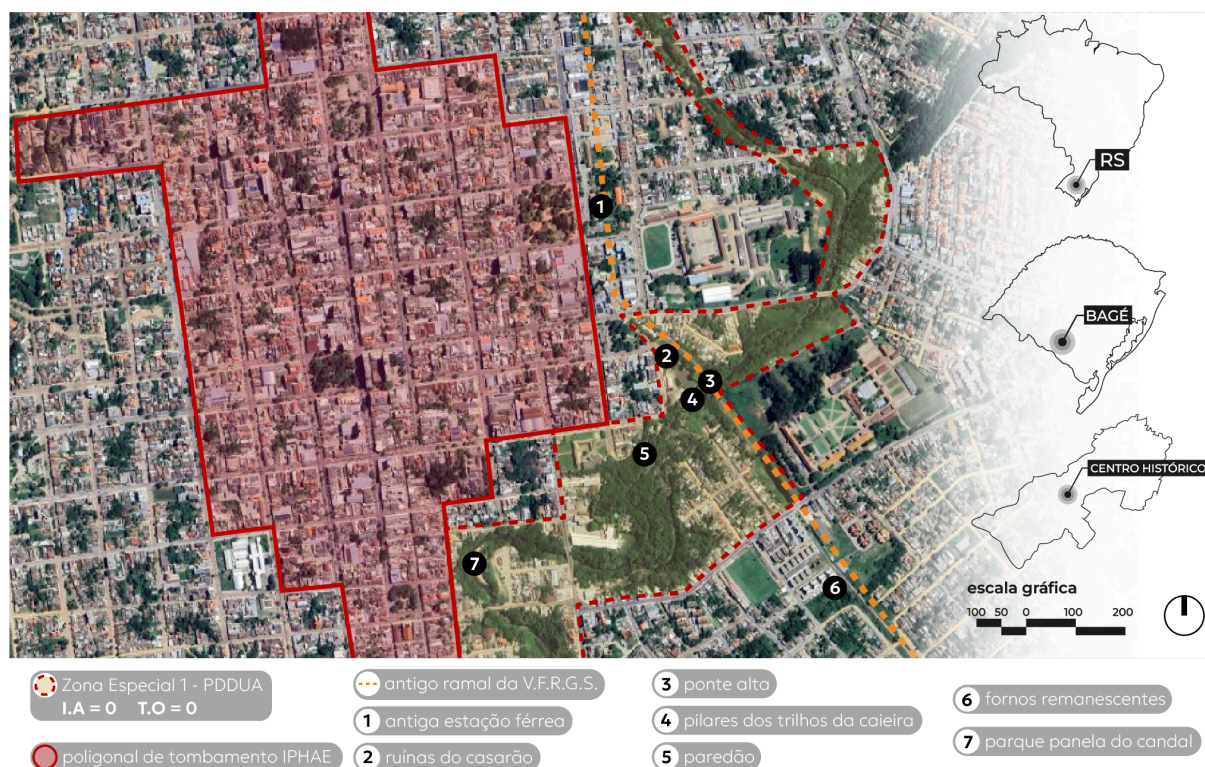 1
2
3
4
5
6
7
RS
BAGÉ
CENTRO HISTÓRICO
escala gráfica
100 50 0 100 200
Zona Especial 1 - PDDUA
I.A = 0 T.O = 0
poligonal de tombamento IPHAE
antigo ramal da V.F.R.G.S.
1 antiga estação férrea
2 ruínas do casarão
3 ponte alta
4 pilares dos trilhos da caieira
5 paredão
6 fornos remanescentes
7 parque panela do candal